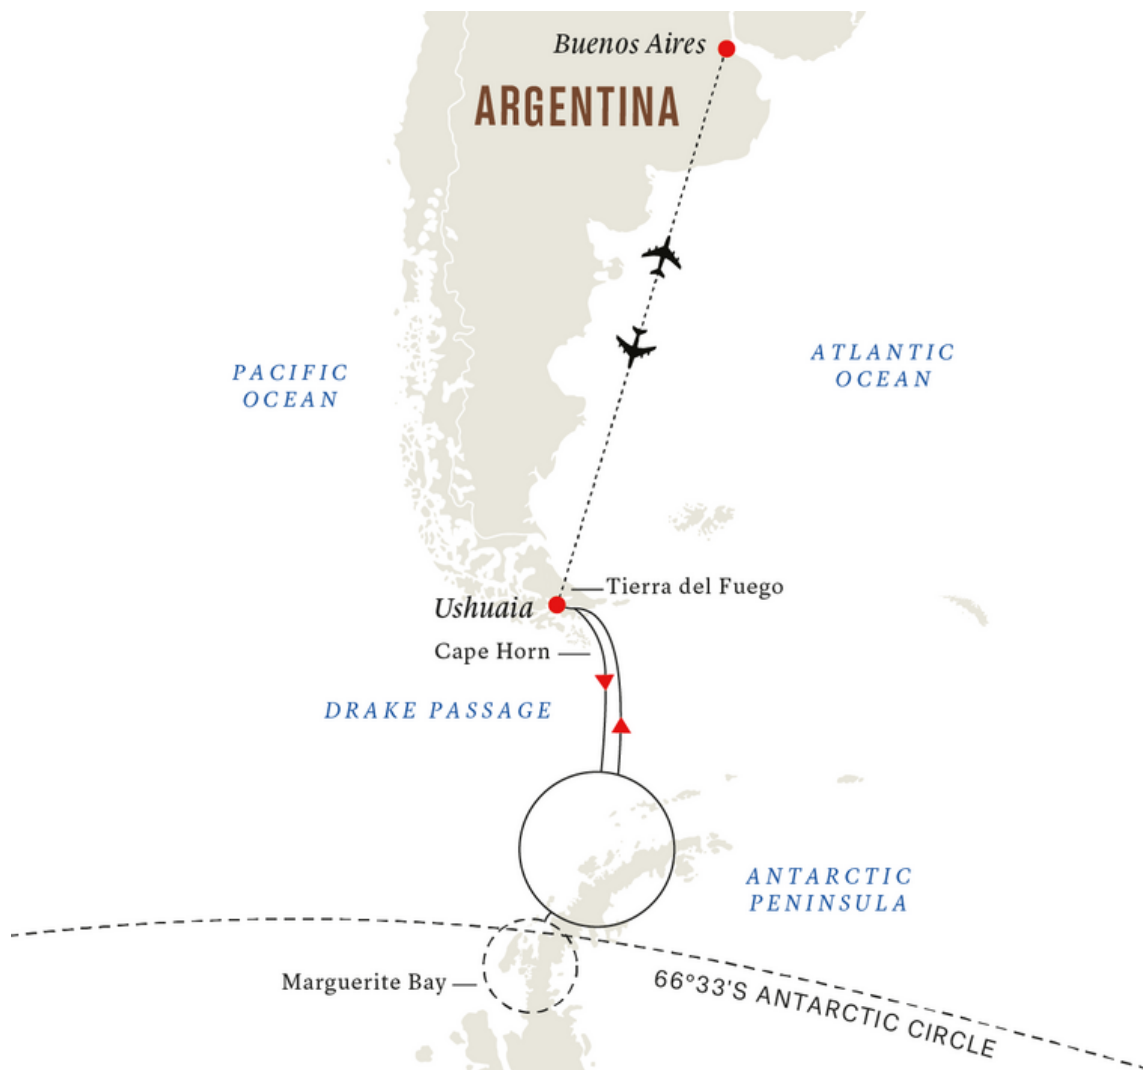 Buenos Aires
ARGENTINA
ATLANTIC
OCEAN
PACIFIC
OCEAN
Tierra del Fuego
Ushuaia
Cape Horn
DRAKE PASSAGE
ANTARCTIC
PENINSULA
Marguerite Bay
66°33'S ANTARCTIC CIRCLE